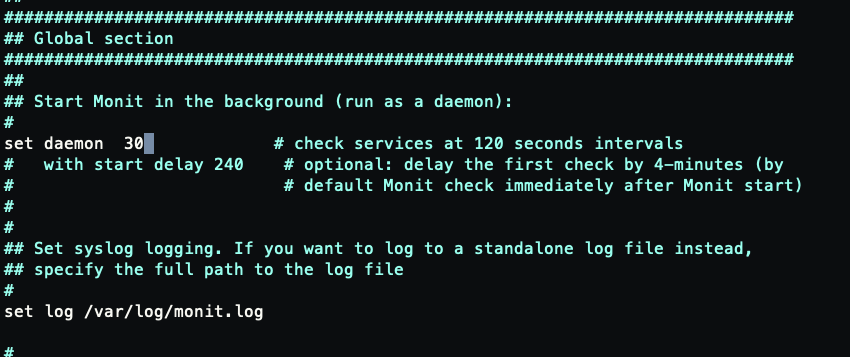 ##
###############################################################################
## Global section
###############################################################################
##
## Start Monit in the background (run as a daemon):
#
set daemon  30             # check services at 120 seconds intervals
#   with start delay 240    # optional: delay the first check by 4-minutes (by
#                           # default Monit check immediately after Monit start)
#
#
## Set syslog logging. If you want to log to a standalone log file instead,
## specify the full path to the log file
#
set log /var/log/monit.log
#